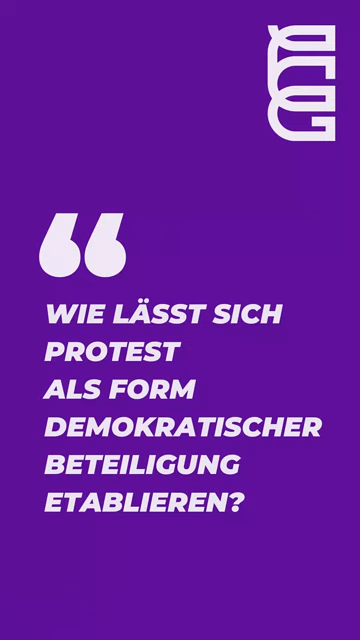 WIE LÄSST SICH
PROTEST
ALS FORM
DEMOKRATISCHER
BETEILIGUNG
ETABLIEREN?